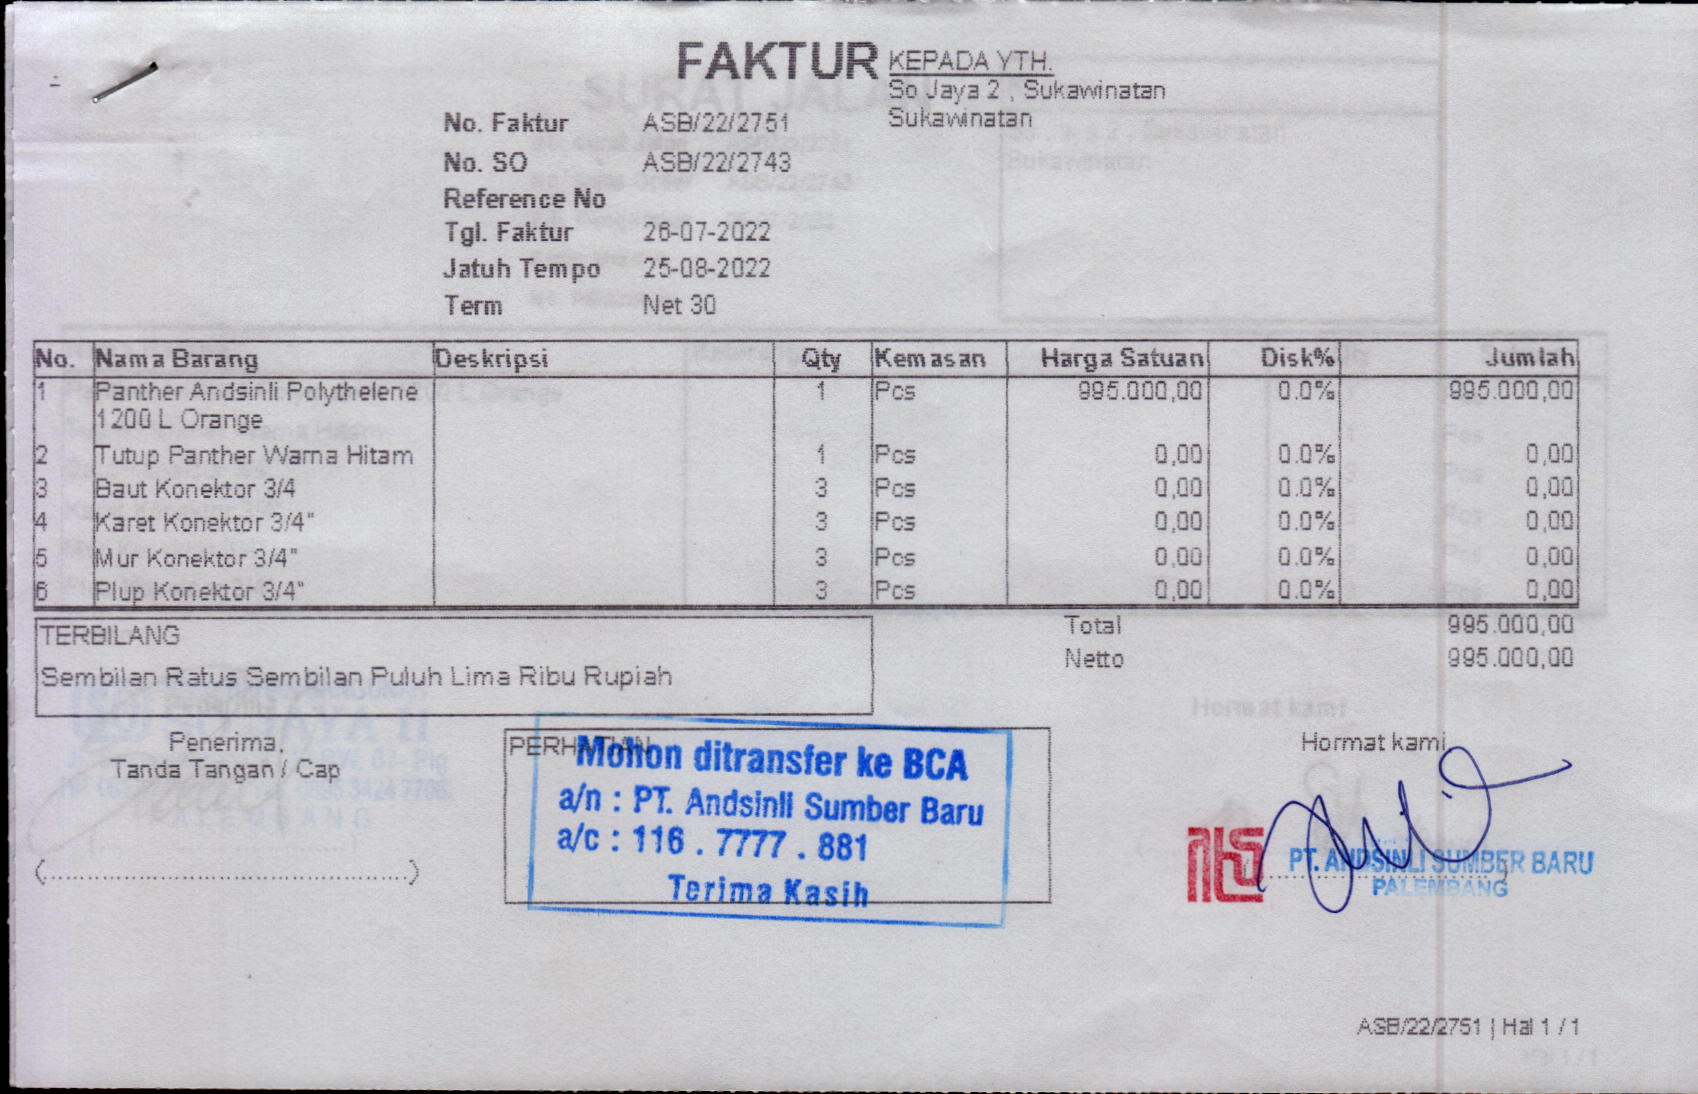 FAKTUR
KEPADA YTH.
So Jaya 2 , Sukawinatan
Sukawinatan
No. Faktur ASB/22/2751
No. SO ASB/22/2743
Reference No
Tgl. Faktur 26-07-2022
Jatuh Tempo 25-08-2022
Term Net 30
No. Nama Barang Deskripsi Qty Kemasan Harga Satuan Disk% Jumlah
1 Panther Andsinli Polythelene 1 Pcs 995.000,00 0.0% 995.000,00
1200 L Orange
2 Tutup Panther Warna Hitam 1 Pcs 0,00 0.0% 0,00
3 Baut Konektor 3/4 3 Pcs 0,00 0.0% 0,00
4 Karet Konektor 3/4" 3 Pcs 0,00 0.0% 0,00
5 Mur Konektor 3/4" 3 Pcs 0,00 0.0% 0,00
6 Plup Konektor 3/4" 3 Pcs 0,00 0.0% 0,00
Total 995.000,00
Netto 995.000,00
TERBILANG
Sembilan Ratus Sembilan Puluh Lima Ribu Rupiah
Penerima,
Tanda Tangan / Cap
(..........................................)
PERHATIAN
Mohon ditransfer ke BCA
a/n : PT. Andsinli Sumber Baru
a/c : 116 . 7777 . 881
Terima Kasih
Hormat kami
PT. ANDSINLI SUMBER BARU
PALEMBANG
ASB/22/2751 | Hal 1 / 1